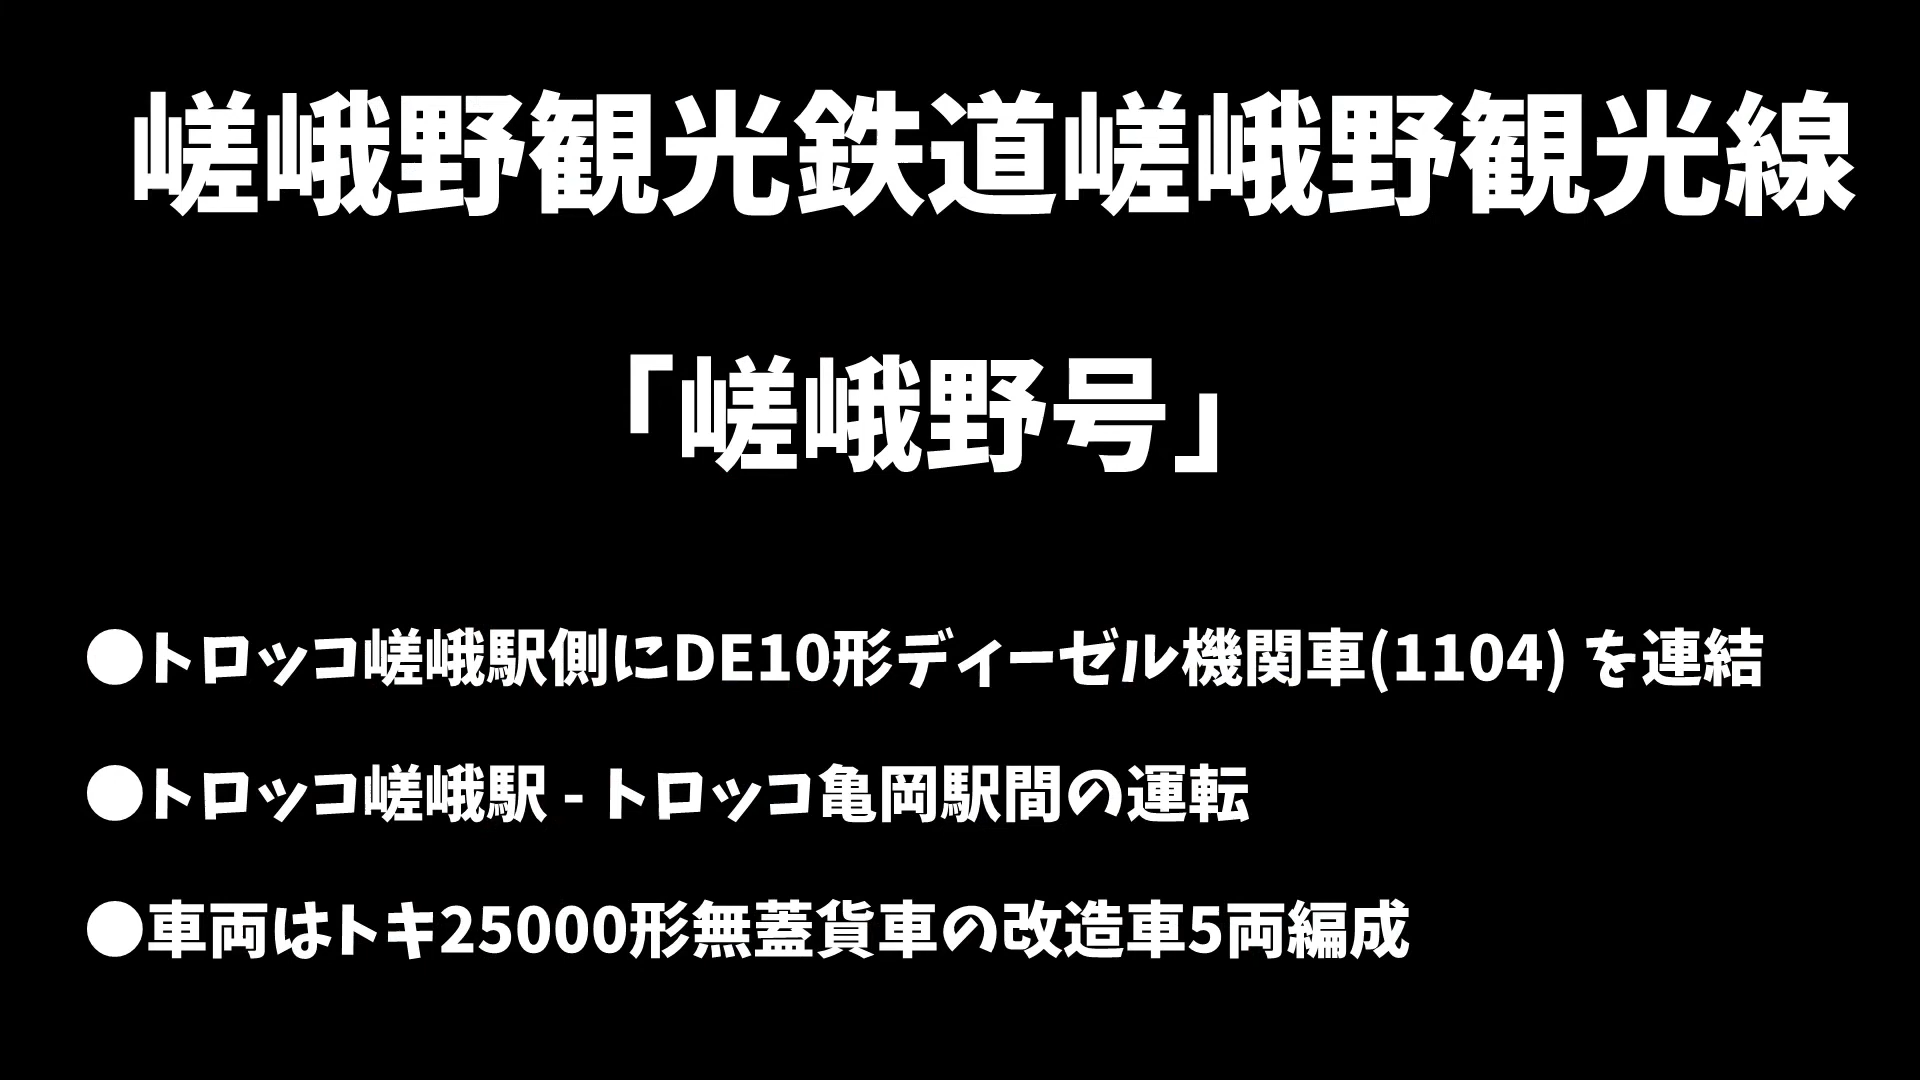 嵯峨野観光鉄道嵯峨野観光線
「嵯峨野号」
●トロッコ嵯峨駅側にDE10形ディーゼル機関車(1104) を連結
●トロッコ嵯峨駅 - トロッコ亀岡駅間の運転
●車両はトキ25000形無蓋貨車の改造車5両編成